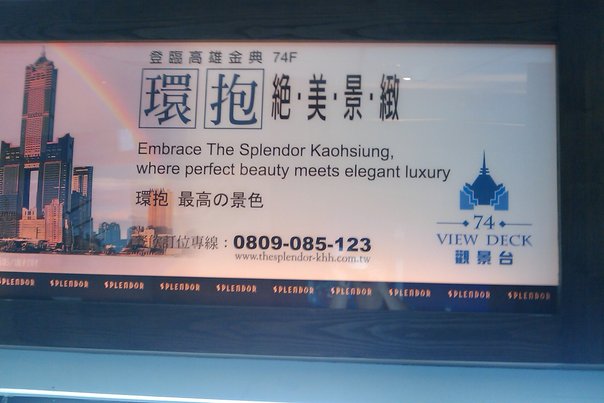 登臨高雄金典 74F
環抱 絕·美·景·緻
Embrace The Splendor Kaohsiung,
where perfect beauty meets elegant luxury
環抱 最高の景色
訂位專線：0809-085-123
www.thesplendor-khh.com.tw
74
VIEW DECK
觀景台
SPLENDOR SPLENDOR SPLENDOR SPLENDOR SPLENDOR SPLENDOR SPLENDOR SPLENDOR SPLENDOR SPLENDOR